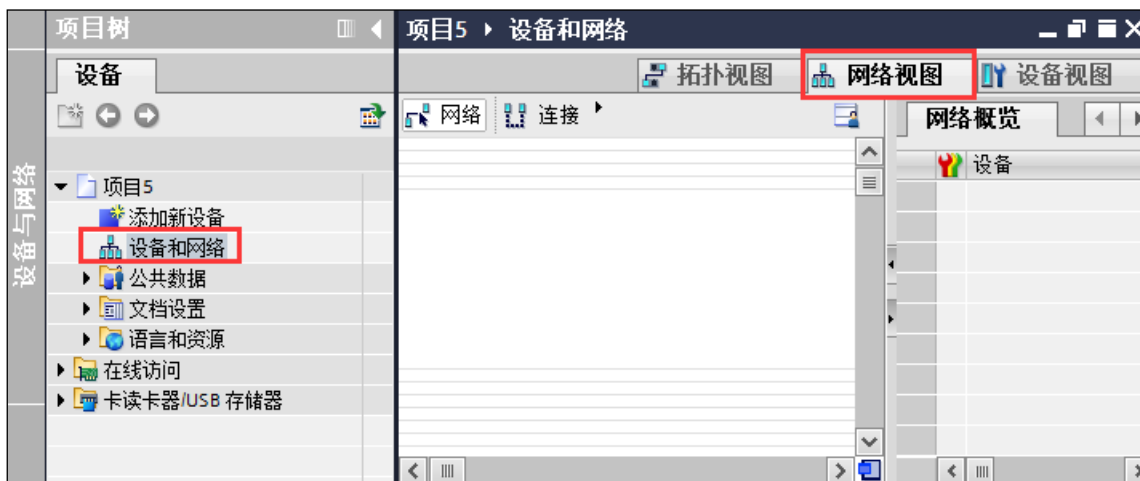 项目树
项目5 ▸ 设备和网络
设备
拓扑视图
网络视图
设备视图
网络
连接
网络概览
设备
设备与网络
项目5
添加新设备
设备和网络
公共数据
文档设置
语言和资源
在线访问
卡读卡器/USB 存储器